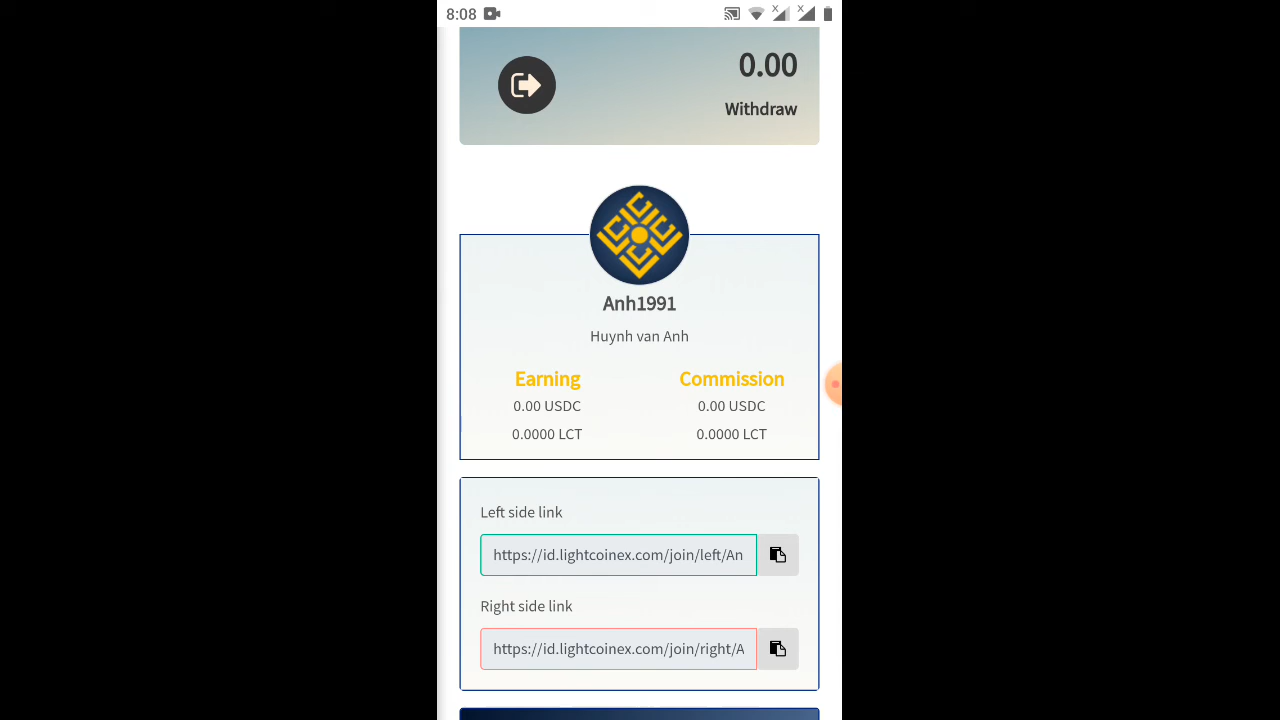 8:08
0.00
Withdraw
Anh1991
Huynh van Anh
Earning
Commission
0.00 USDC
0.00 USDC
0.0000 LCT
0.0000 LCT
Left side link
https://id.lightcoinex.com/join/left/An
Right side link
https://id.lightcoinex.com/join/right/A